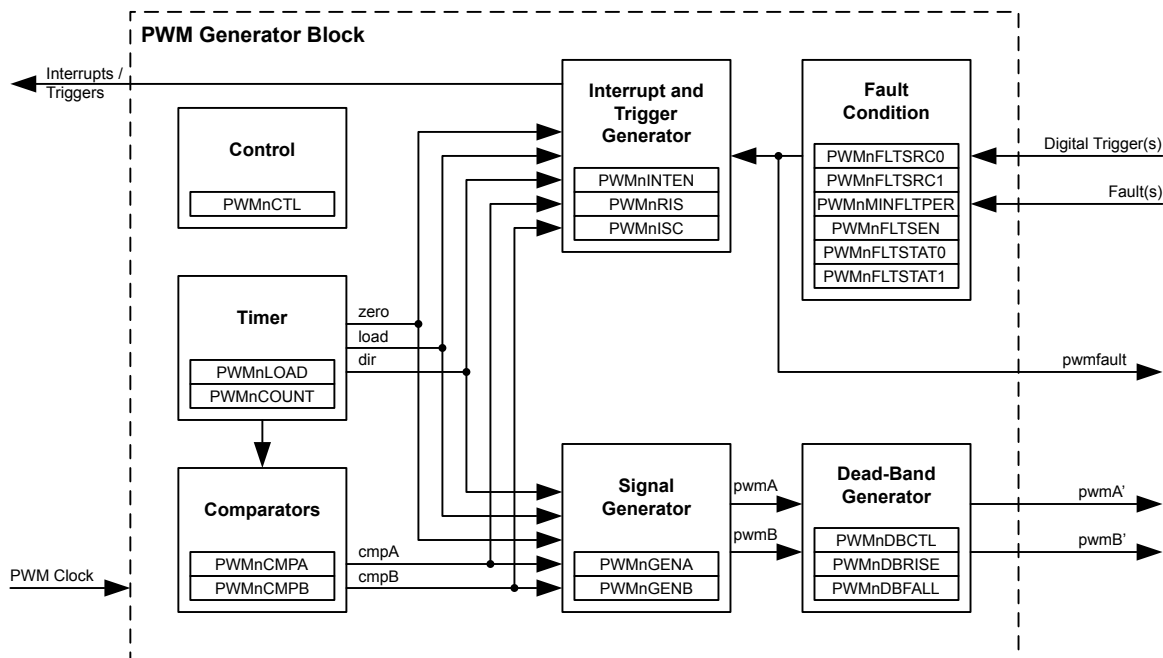 PWM Generator Block
Interrupts /
Triggers
Control
PWMnCTL
Interrupt and
Trigger
Generator
PWMnINTEN
PWMnRIS
PWMnISC
Fault
Condition
PWMnFLTSRC0
PWMnFLTSRC1
PWMnMINFLTPER
PWMnFLTSEN
PWMnFLTSTAT0
PWMnFLTSTAT1
Digital Trigger(s)
Fault(s)
Timer
PWMnLOAD
PWMnCOUNT
zero
load
dir
pwmfault
Comparators
PWMnCMPA
PWMnCMPB
cmpA
cmpB
PWM Clock
Signal
Generator
PWMnGENA
PWMnGENB
pwmA
pwmB
Dead-Band
Generator
PWMnDBCTL
PWMnDBRISE
PWMnDBFALL
pwmA’
pwmB’